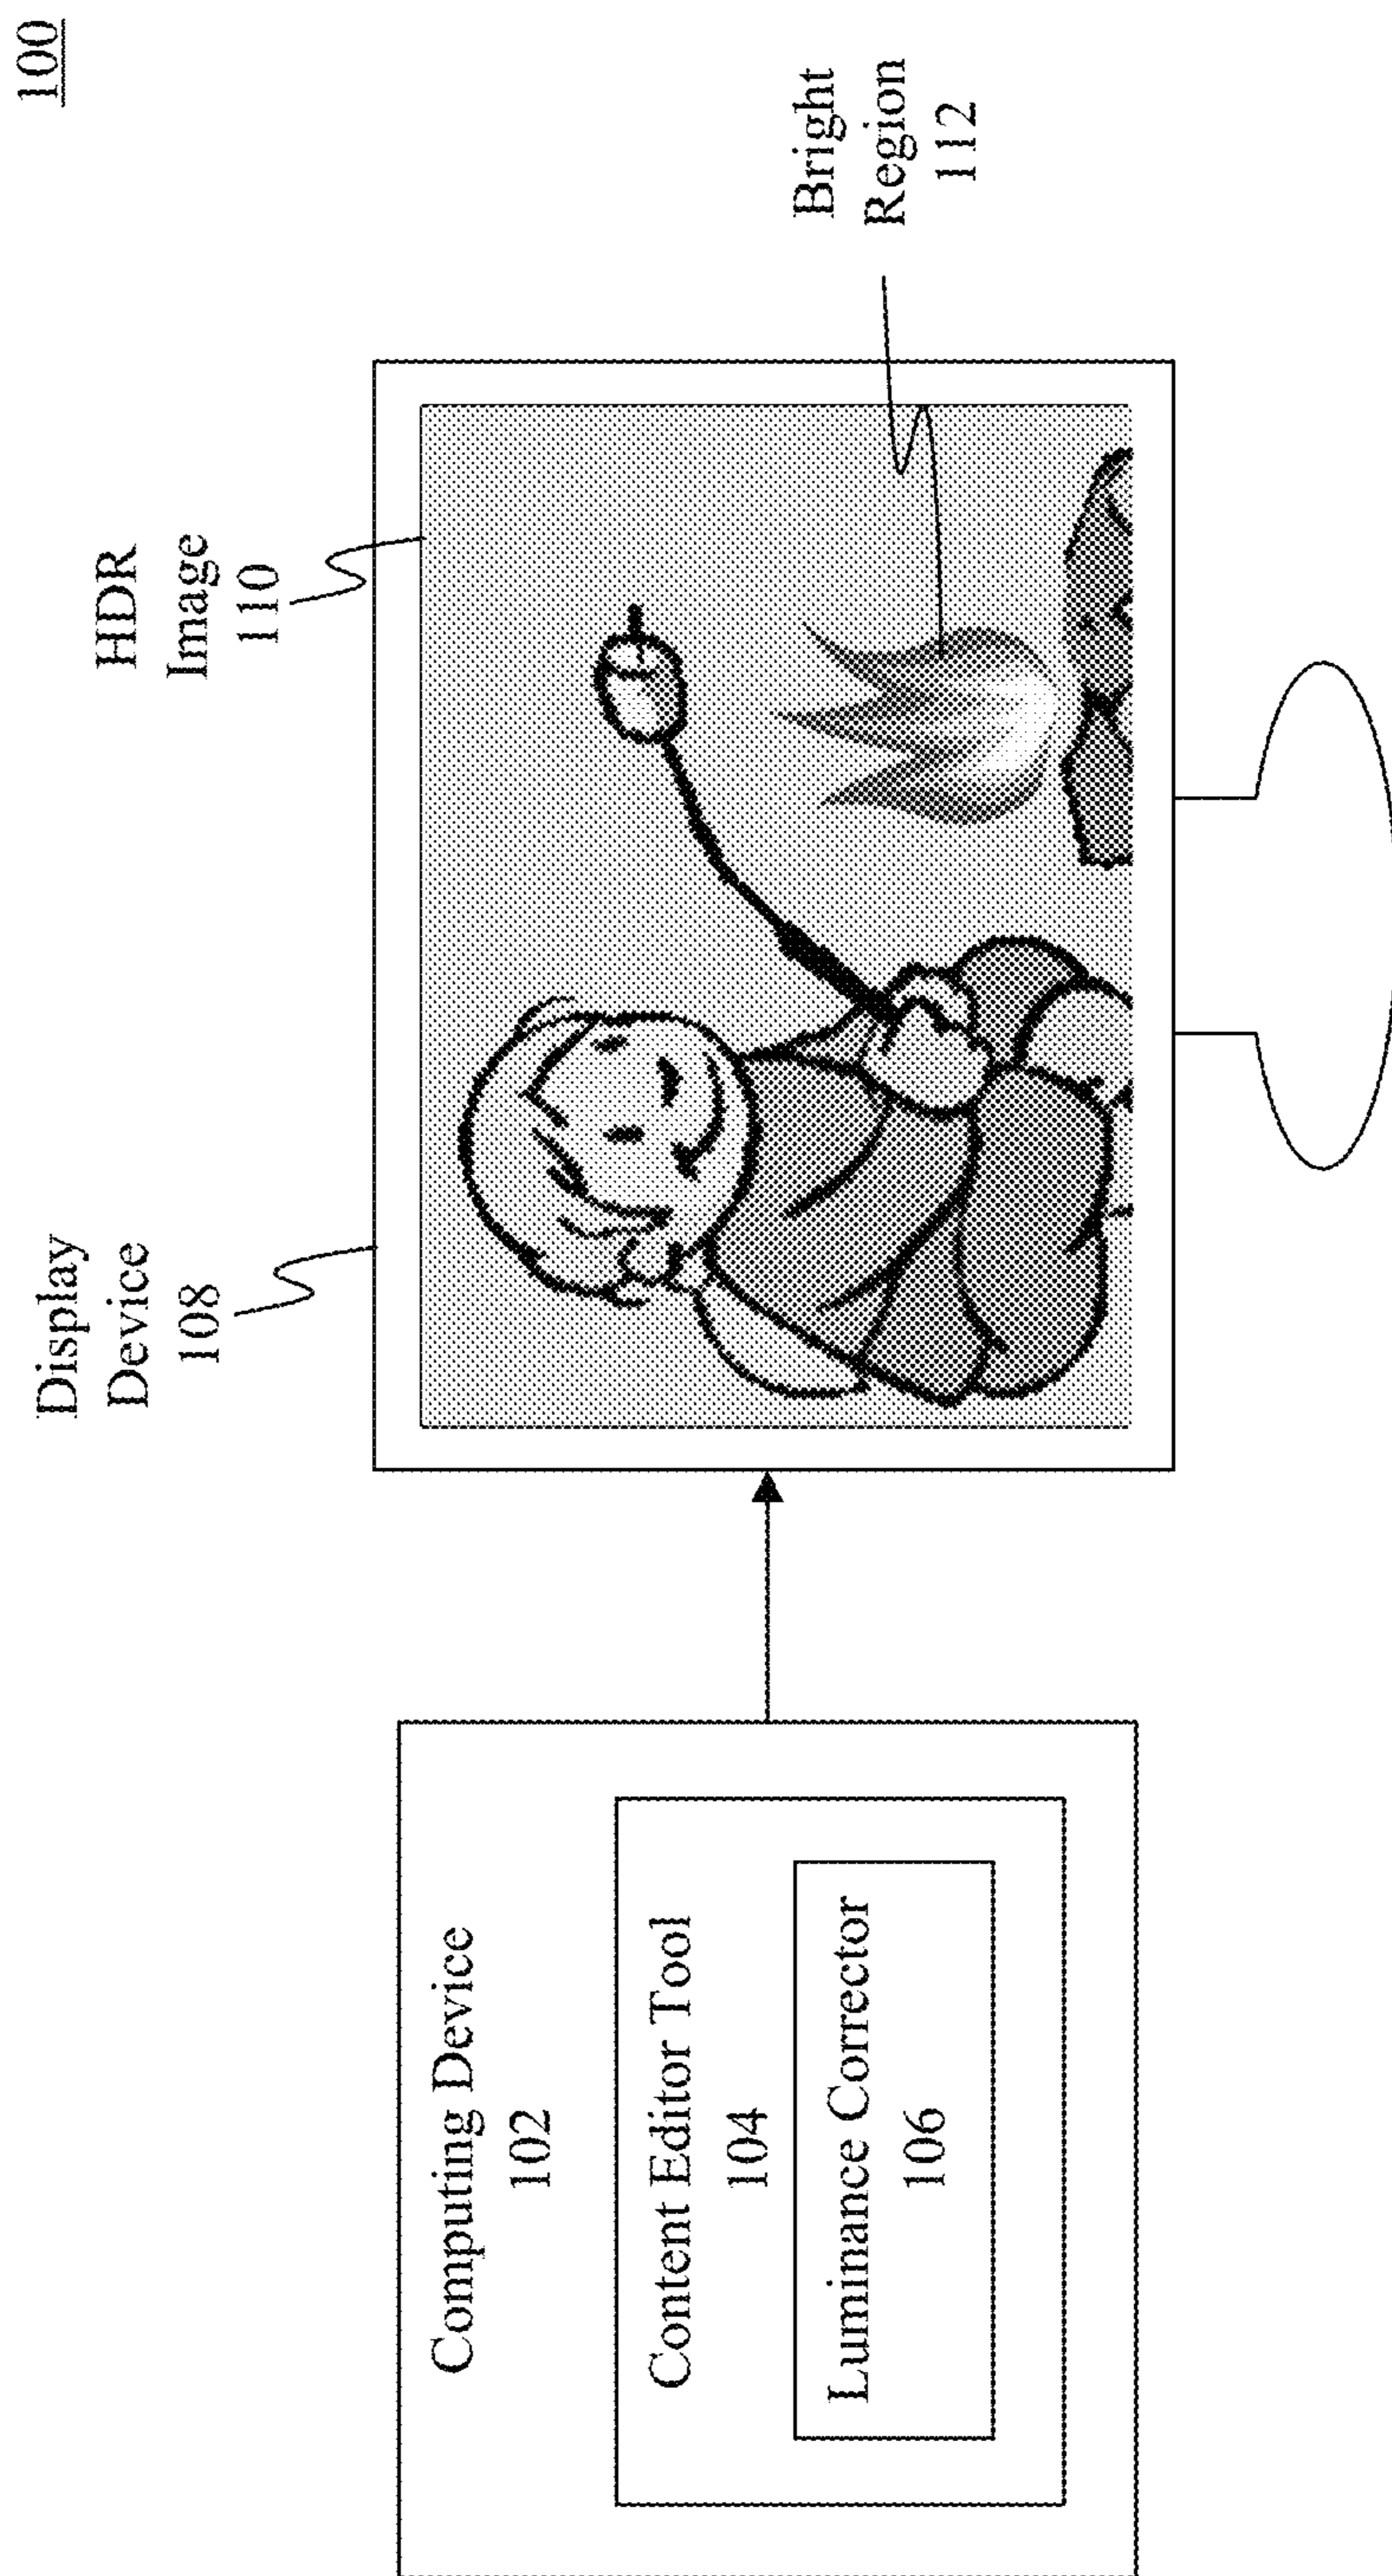 100
Display
Device
108
HDR
Image
110
Bright
Region
112
Computing Device
102
Content Editor Tool
104
Luminance Corrector
106